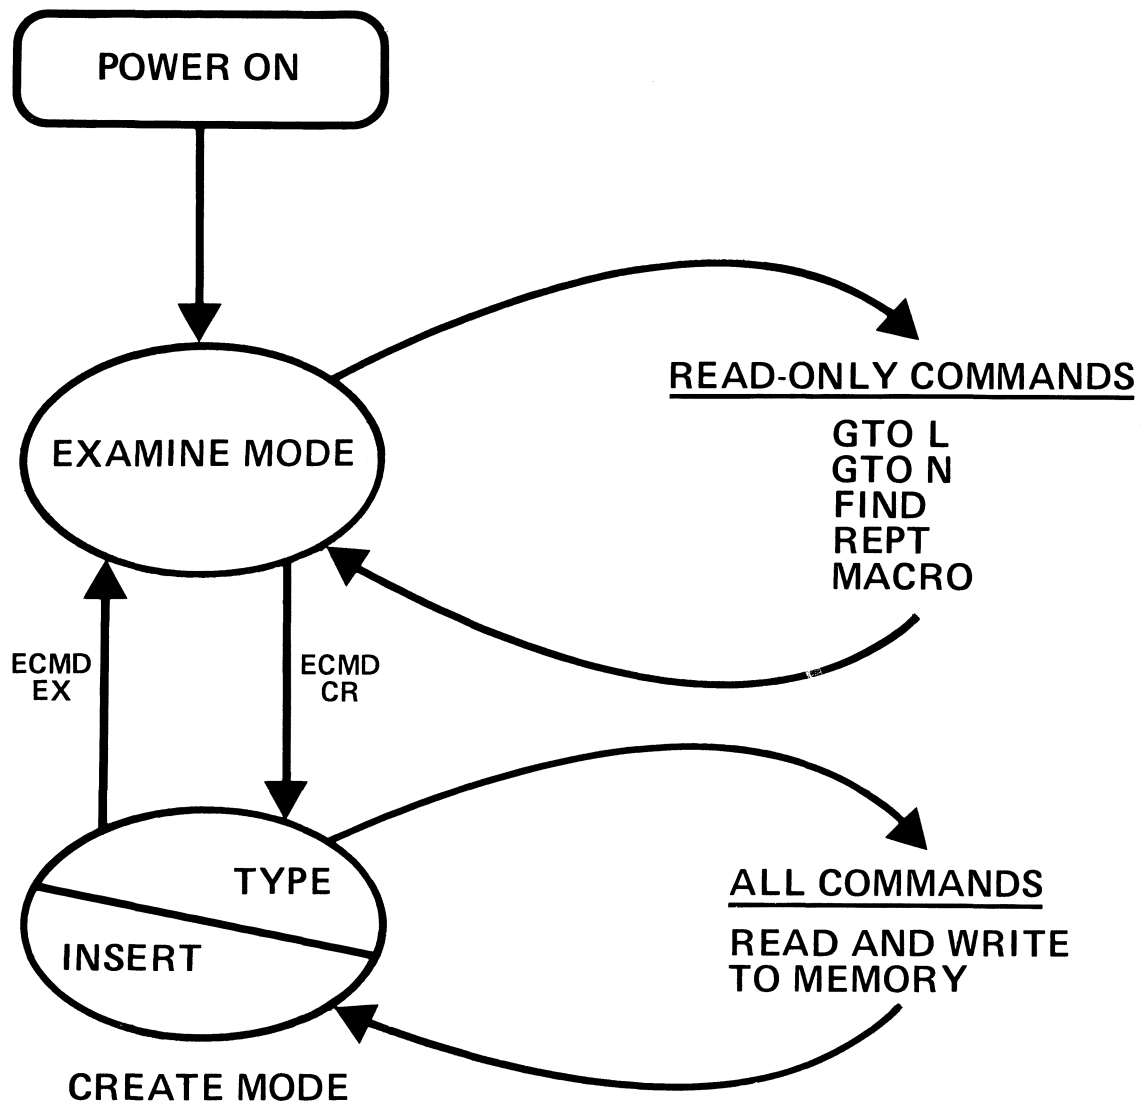 POWER ON
EXAMINE MODE
READ-ONLY COMMANDS
GTO L
GTO N
FIND
REPT
MACRO
ECMD
EX
ECMD
CR
TYPE
INSERT
CREATE MODE
ALL COMMANDS
READ AND WRITE
TO MEMORY